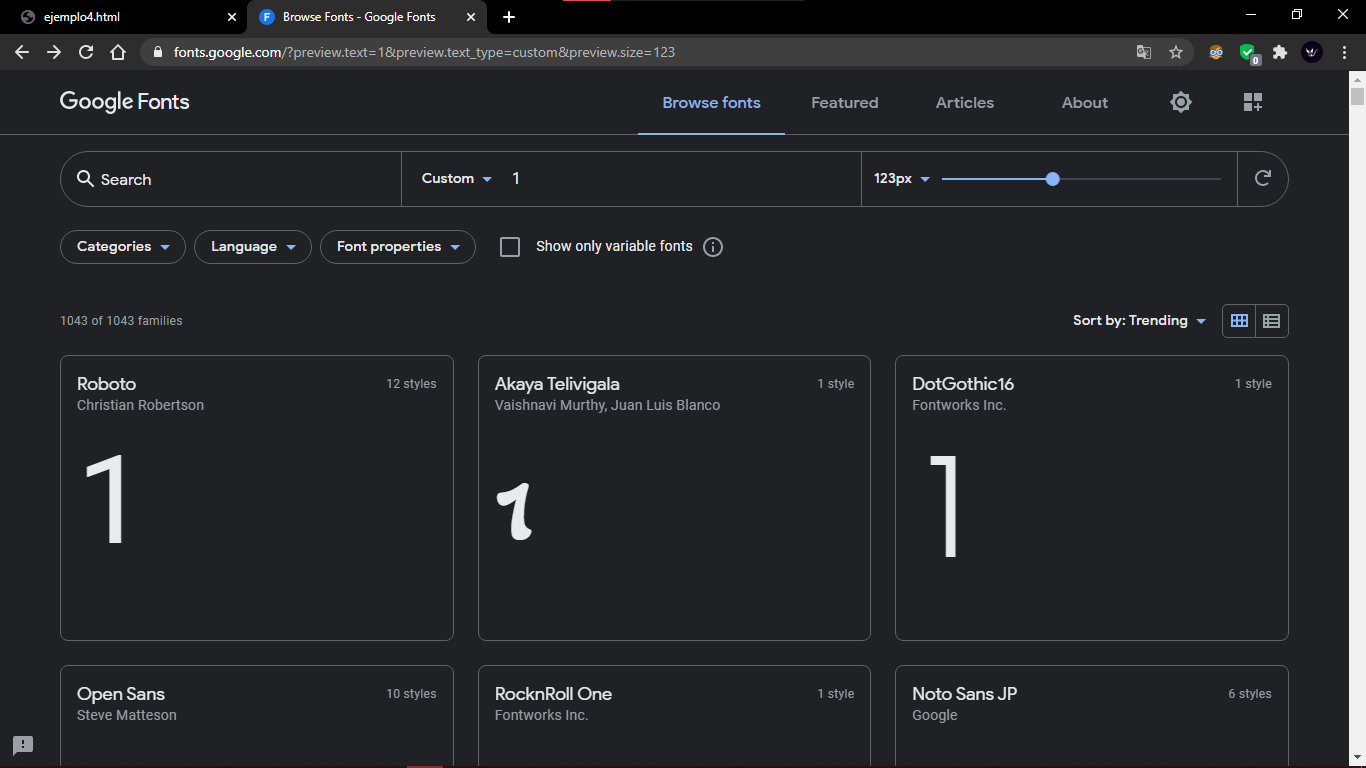 ejemplo4.html
Browse Fonts - Google Fonts
fonts.google.com/?preview.text=1&preview.text_type=custom&preview.size=123
0
Google Fonts
Browse fonts
Featured
Articles
About
Search
Custom
1
123px
Categories
Language
Font properties
Show only variable fonts
1043 of 1043 families
Sort by: Trending
Roboto
12 styles
Christian Robertson
1
Akaya Telivigala
1 style
Vaishnavi Murthy, Juan Luis Blanco
1
DotGothic16
1 style
Fontworks Inc.
1
Open Sans
10 styles
Steve Matteson
RocknRoll One
1 style
Fontworks Inc.
Noto Sans JP
6 styles
Google